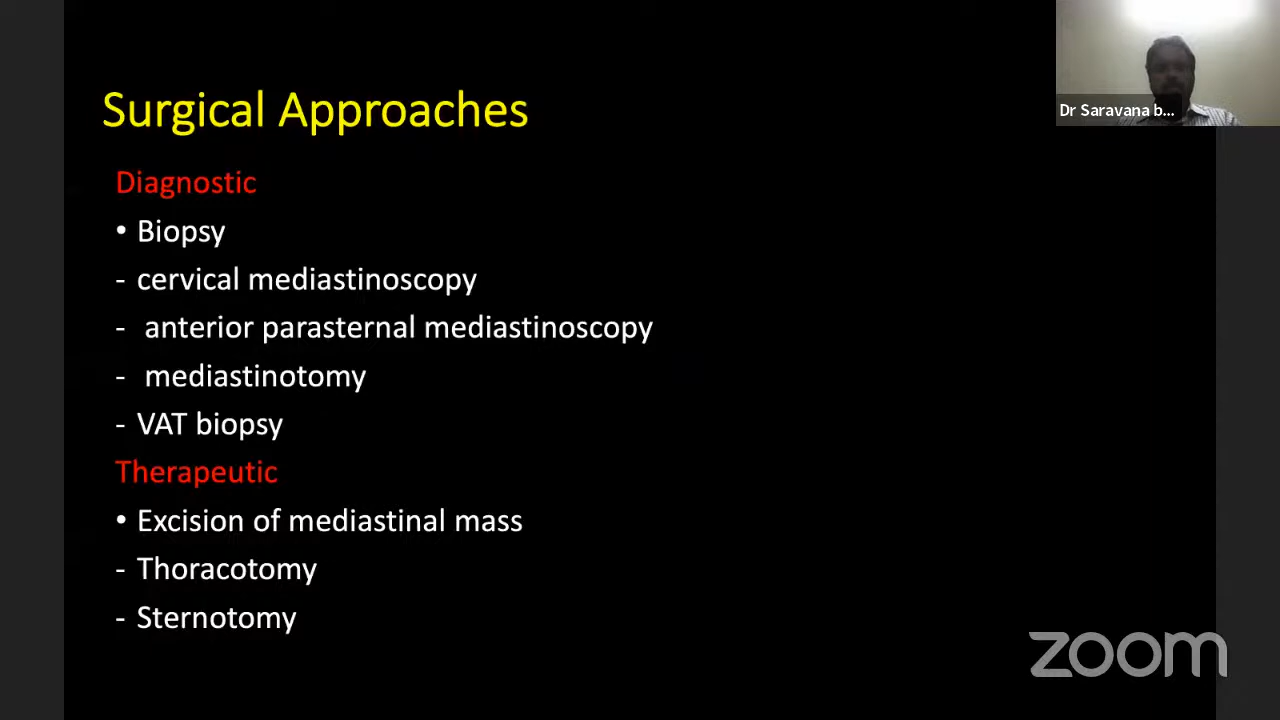 Surgical Approaches
Dr Saravana b...
Diagnostic
• Biopsy
- cervical mediastinoscopy
- anterior parasternal mediastinoscopy
- mediastinotomy
- VAT biopsy
Therapeutic
• Excision of mediastinal mass
- Thoracotomy
- Sternotomy
zoom